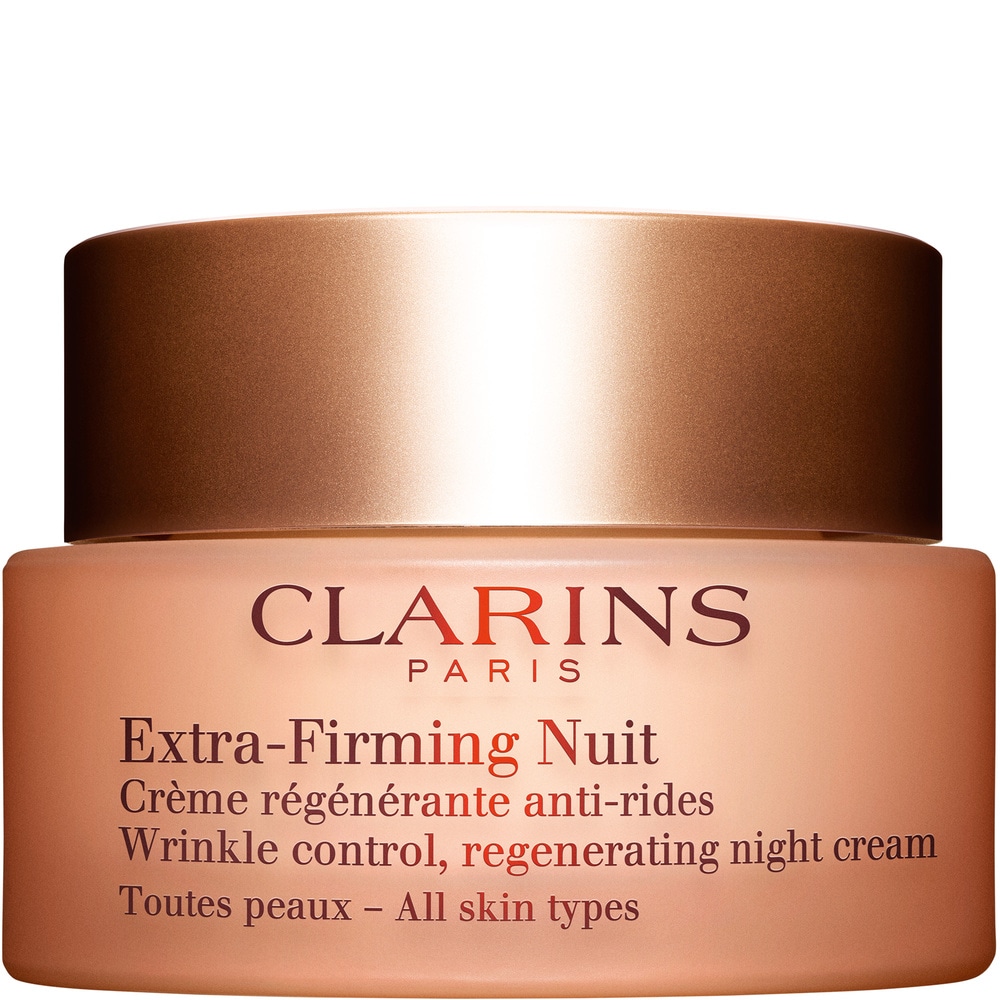 CLARINS
PARIS
Extra-Firming Nuit
Crème régénérante anti-rides
Wrinkle control, regenerating night cream
Toutes peaux – All skin types